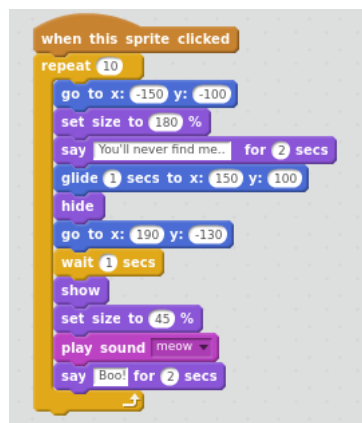 when this sprite clicked
repeat 10
go to x: -150 y: -100
set size to 180 %
say You'll never find me.. for 2 secs
glide 1 secs to x: 150 y: 100
hide
go to x: 190 y: -130
wait 1 secs
show
set size to 45 %
play sound meow
say Boo! for 2 secs